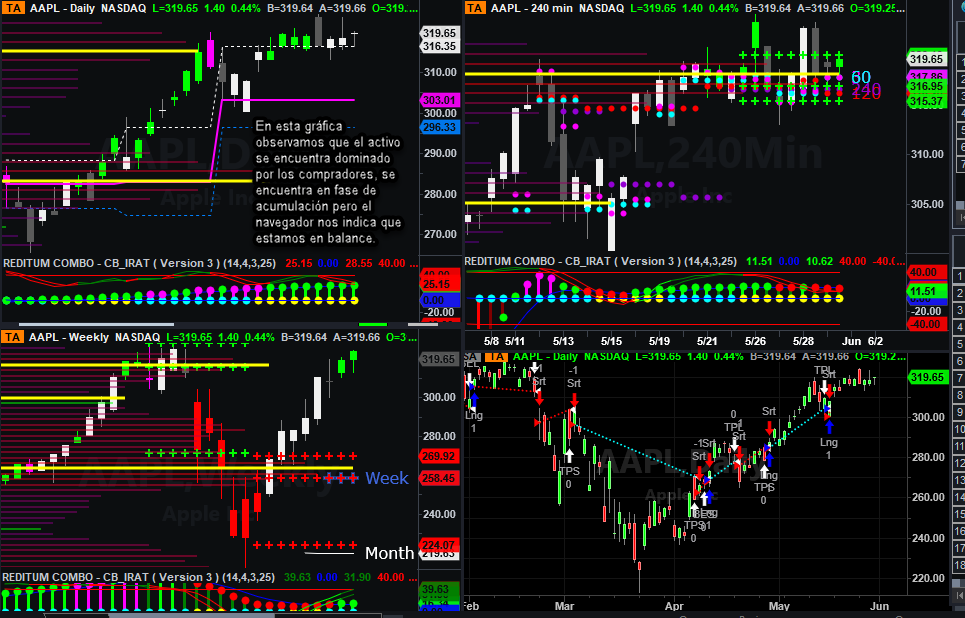 TA AAPL - Daily NASDAQ L=319.65 1.40 0.44% B=319.64 A=319.66 O=319....
319.65
316.35
310.00
303.01
300.00
296.33
290.00
280.00
270.00
En esta gráfica
observamos que el activo
se encuentra dominado
por los compradores, se
encuentra en fase de
acumulación pero el
navegador nos indica que
estamos en balance.
REDITUM COMBO - CB_IRAT ( Version 3 ) (14,4,3,25) 25.15 0.00 28.55 40.00 ...
40.00
25.15
0.00
-20.00
TA AAPL - 240 min NASDAQ L=319.65 1.40 0.44% B=319.64 A=319.66 O=319.25...
AAPL,240Min
Apple Inc
319.65
317.86
316.95
315.37
310.00
305.00
60
240
120
REDITUM COMBO - CB_IRAT ( Version 3 ) (14,4,3,25) 11.51 0.00 10.62 40.00 -40.0...
40.00
11.51
-20.00
-40.00
5/8 5/11 5/13 5/15 5/19 5/21 5/26 5/28 Jun 6/2
TA AAPL - Weekly NASDAQ L=319.65 1.40 0.44% B=319.64 A=319.66 O=3...
319.65
300.00
280.00
269.92
258.45
240.00
224.07
219.63
Week
Month
REDITUM COMBO - CB_IRAT ( Version 3 ) (14,4,3,25) 39.63 0.00 31.90 40.00 ...
39.63
TA AAPL - Daily NASDAQ L=319.65 1.40 0.44% B=319.64 A=319.66 O=319.2...
319.65
300.00
280.00
260.00
240.00
220.00
Lng
1
-1
Srt
-1
Srt
TPS
0
-1Srt
Srt
TPS
0
0
TPL
Srt
Lng
TPS
0
Srt
TPL
Srt
Lng
1
Feb Mar Apr May Jun